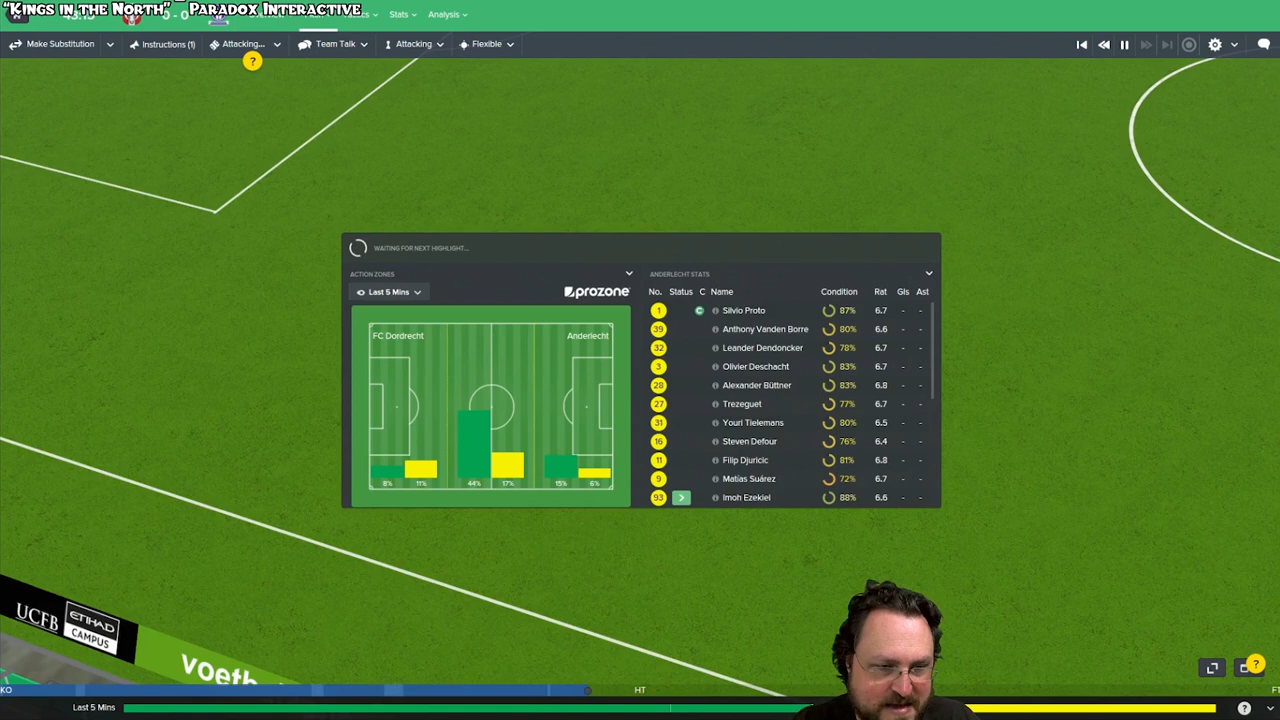 “Kings in the North” – Paradox Interactive
0 - 0
Stats
Analysis
Make Substitution
Instructions (1)
Attacking...
Team Talk
Attacking
Flexible
?
WAITING FOR NEXT HIGHLIGHT...
ACTION ZONES
ANDERLECHT STATS
Last 5 Mins
prozone
No. Status C Name Condition Rat Gls Ast
FC Dordrecht
Anderlecht
8% 11% 44% 17% 15% 6%
1 C Silvio Proto 87% 6.7 - -
39 Anthony Vanden Borre 80% 6.6 - -
32 Leander Dendoncker 78% 6.7 - -
3 Olivier Deschacht 83% 6.7 - -
28 Alexander Büttner 83% 6.8 - -
27 Trezeguet 77% 6.7 - -
31 Youri Tielemans 80% 6.5 - -
16 Steven Defour 76% 6.4 - -
11 Filip Djuricic 81% 6.8 - -
9 Matías Suárez 72% 6.7 - -
93 Imoh Ezekiel 88% 6.6 - -
UCFB
ETIHAD
CAMPUS
voetb
?
KO
HT
FT
Last 5 Mins
?